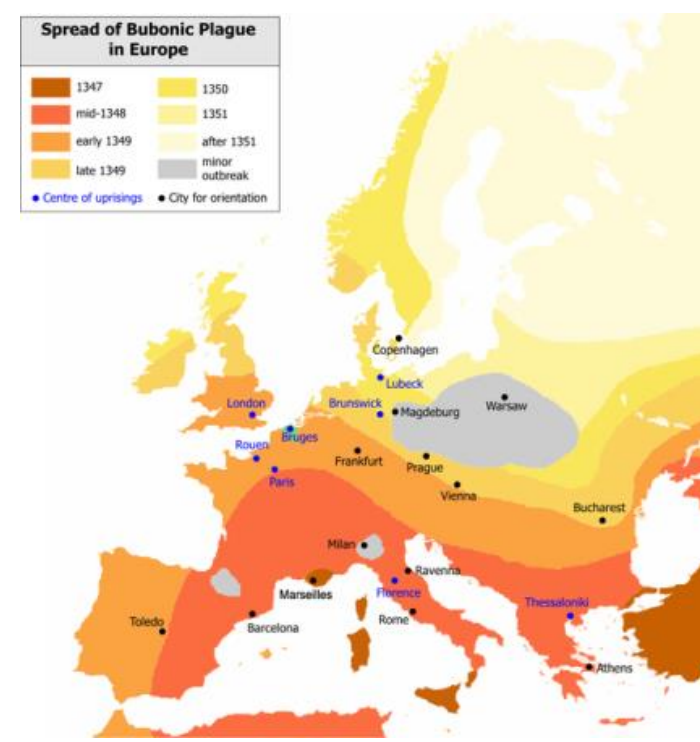 Spread of Bubonic Plague
in Europe
1347
mid-1348
early 1349
late 1349
1350
1351
after 1351
minor
outbreak
Centre of uprisings
City for orientation
Copenhagen
Lubeck
London
Brunswick
Magdeburg
Warsaw
Bruges
Rouen
Frankfurt
Prague
Paris
Vienna
Bucharest
Milan
Ravenna
Marseilles
Florence
Thessaloniki
Toledo
Barcelona
Rome
Athens